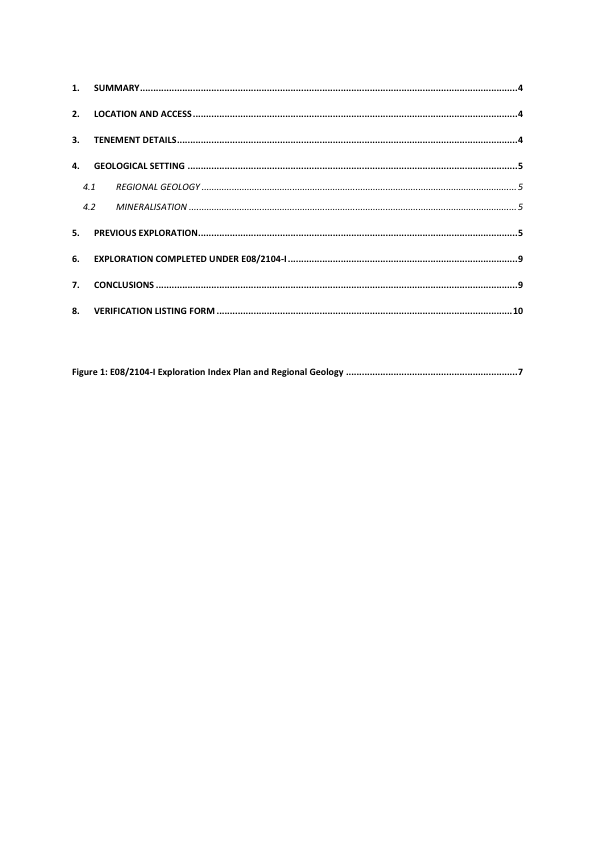 1. SUMMARY 4
2. LOCATION AND ACCESS 4
3. TENEMENT DETAILS 4
4. GEOLOGICAL SETTING 5
4.1 REGIONAL GEOLOGY 5
4.2 MINERALISATION 5
5. PREVIOUS EXPLORATION 5
6. EXPLORATION COMPLETED UNDER E08/2104-I 9
7. CONCLUSIONS 9
8. VERIFICATION LISTING FORM 10
Figure 1: E08/2104-I Exploration Index Plan and Regional Geology 7